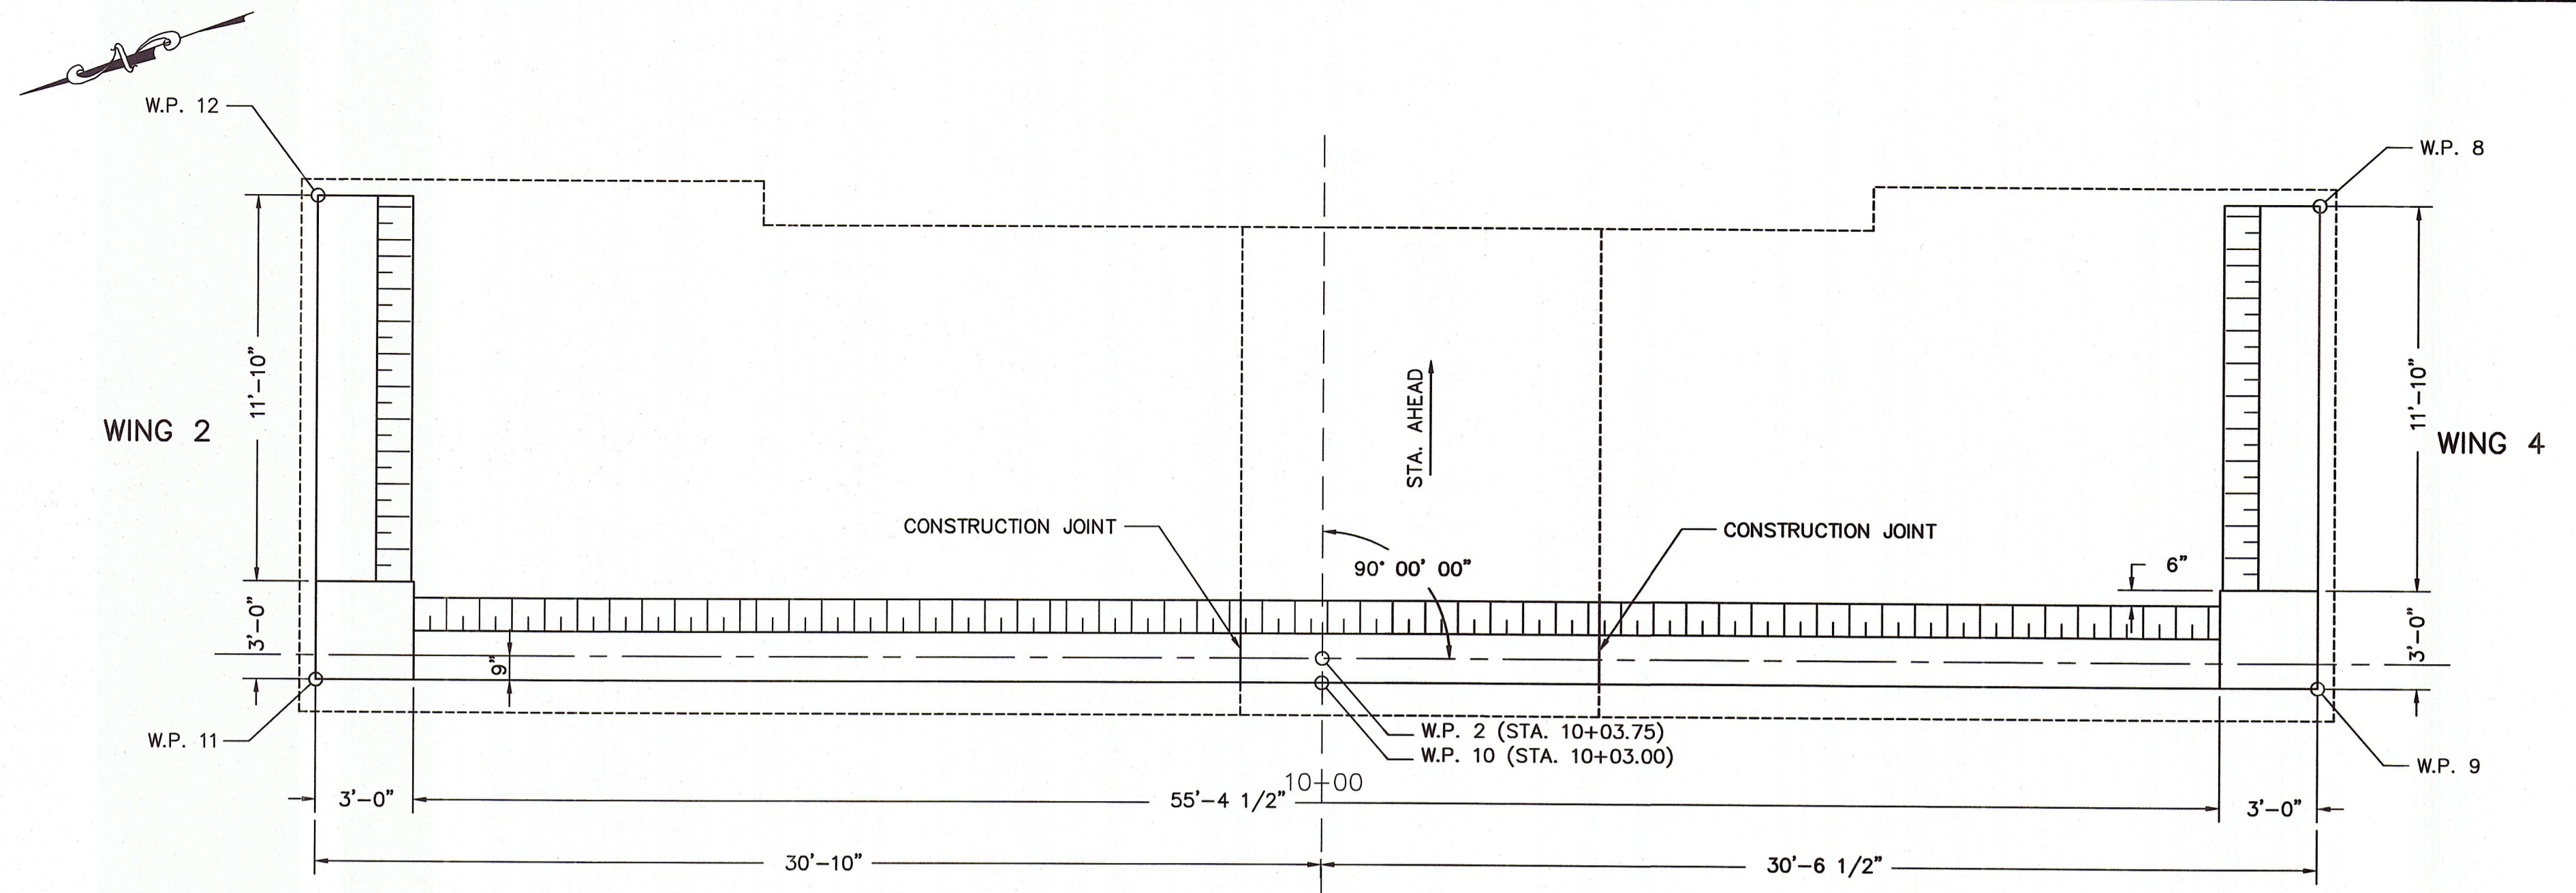 W.P. 12
W.P. 8
11'-10"
11'-10"
WING 2
WING 4
STA. AHEAD
CONSTRUCTION JOINT
CONSTRUCTION JOINT
90° 00' 00"
6"
3'-0"
9"
3'-0"
W.P. 11
W.P. 2 (STA. 10+03.75)
W.P. 10 (STA. 10+03.00)
W.P. 9
10+00
3'-0"
55'-4 1/2"
3'-0"
30'-10"
30'-6 1/2"